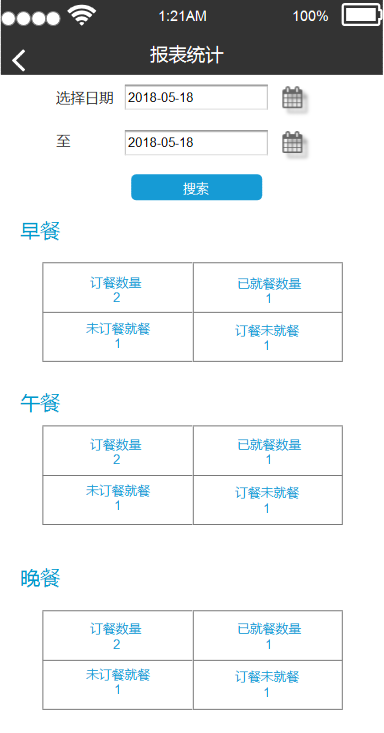 1:21AM 100%
报表统计
选择日期 2018-05-18
至 2018-05-18
搜索
早餐
订餐数量 已就餐数量
2 1
未订餐就餐 订餐未就餐
1 1
午餐
订餐数量 已就餐数量
2 1
未订餐就餐 订餐未就餐
1 1
晚餐
订餐数量 已就餐数量
2 1
未订餐就餐 订餐未就餐
1 1